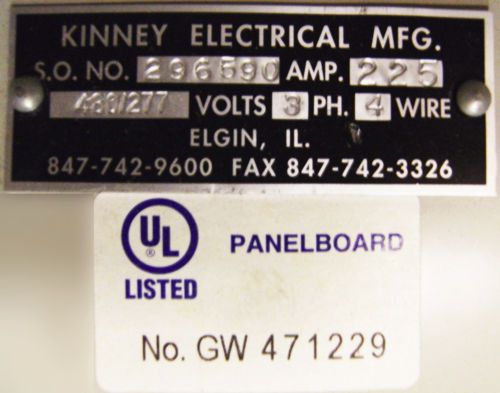 KINNEY ELECTRICAL MFG.
S.O. NO. 296590 AMP. 225
480/277 VOLTS 3 PH. 4 WIRE
ELGIN, IL.
847-742-9600 FAX 847-742-3326
UL
LISTED
PANELBOARD
No. GW 471229